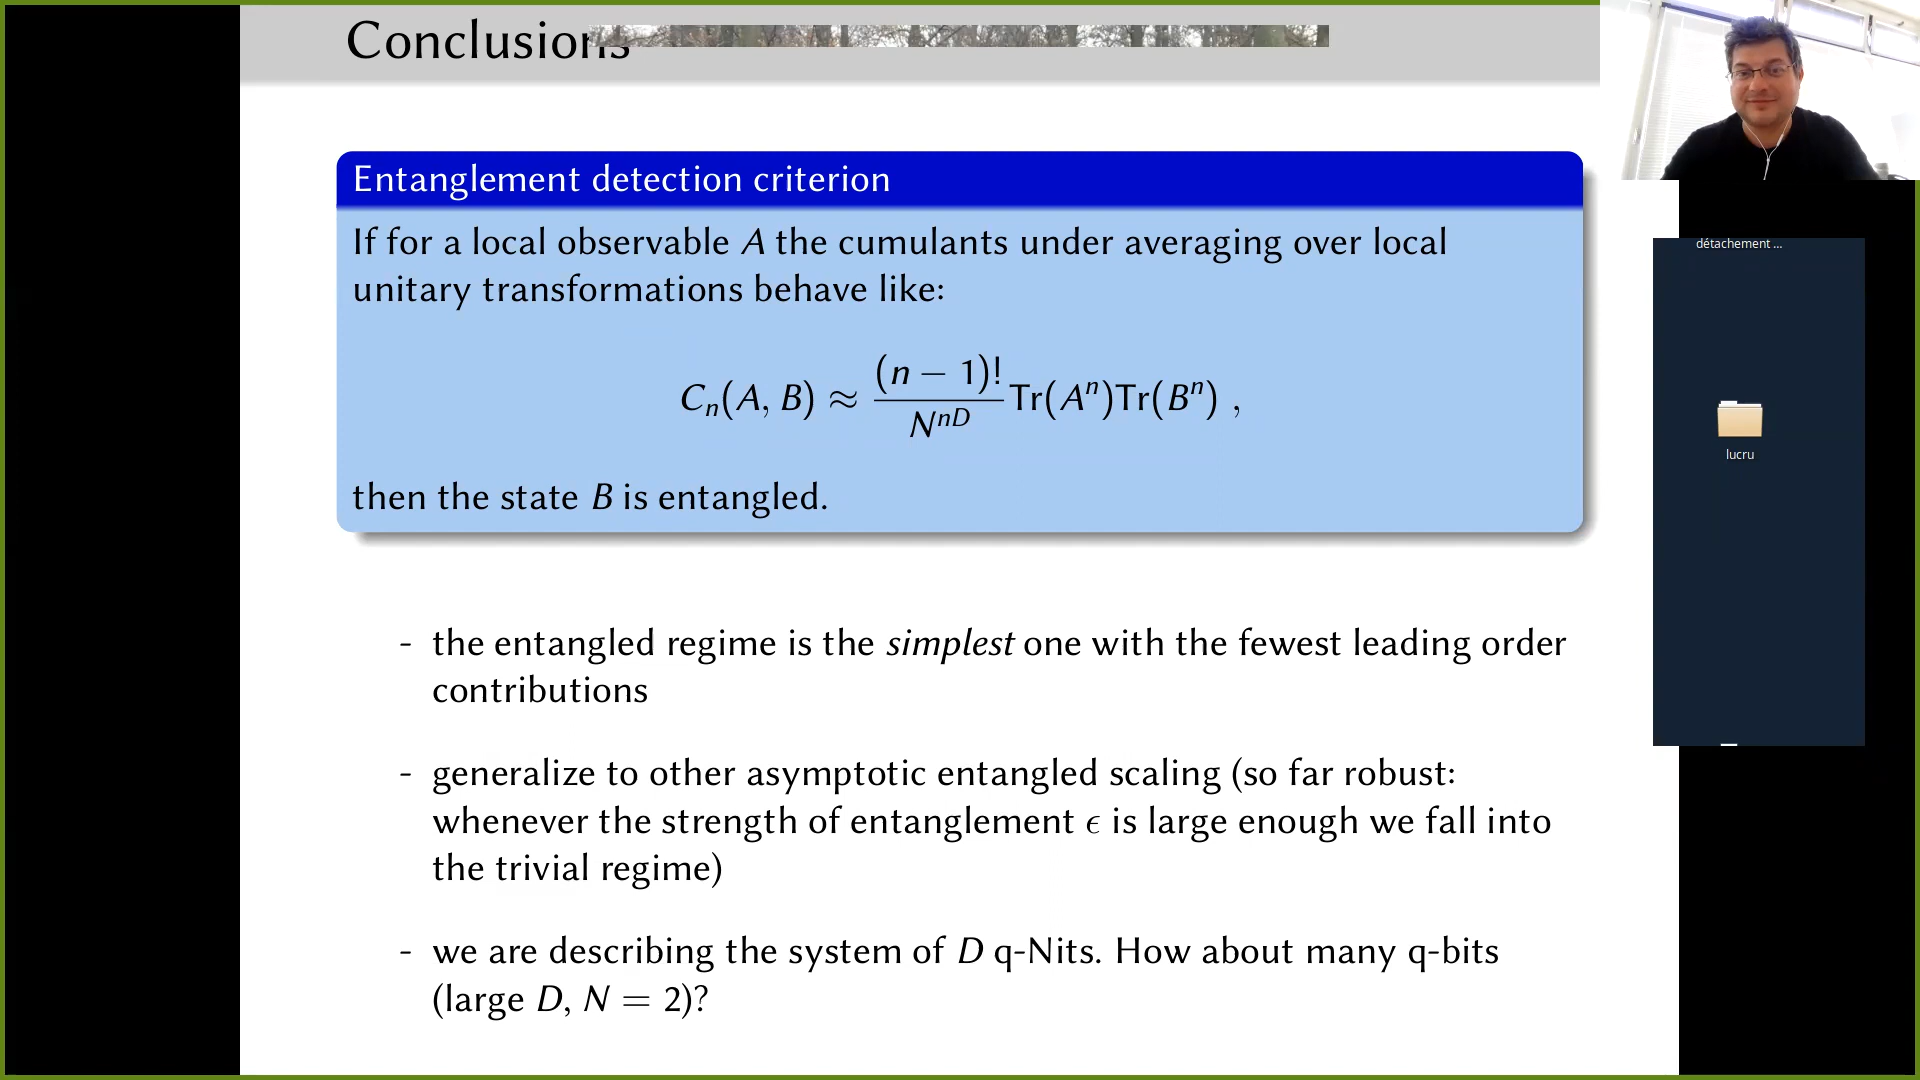 Conclusions
Entanglement detection criterion
If for a local observable A the cumulants under averaging over local
unitary transformations behave like:
C_n(A, B) ≈ \frac{(n − 1)!}{N^{nD}} Tr(A^n)Tr(B^n) ,
then the state B is entangled.
- the entangled regime is the simplest one with the fewest leading order
contributions
- generalize to other asymptotic entangled scaling (so far robust:
whenever the strength of entanglement ϵ is large enough we fall into
the trivial regime)
- we are describing the system of D q-Nits. How about many q-bits
(large D, N = 2)?
détachement ...
lucru